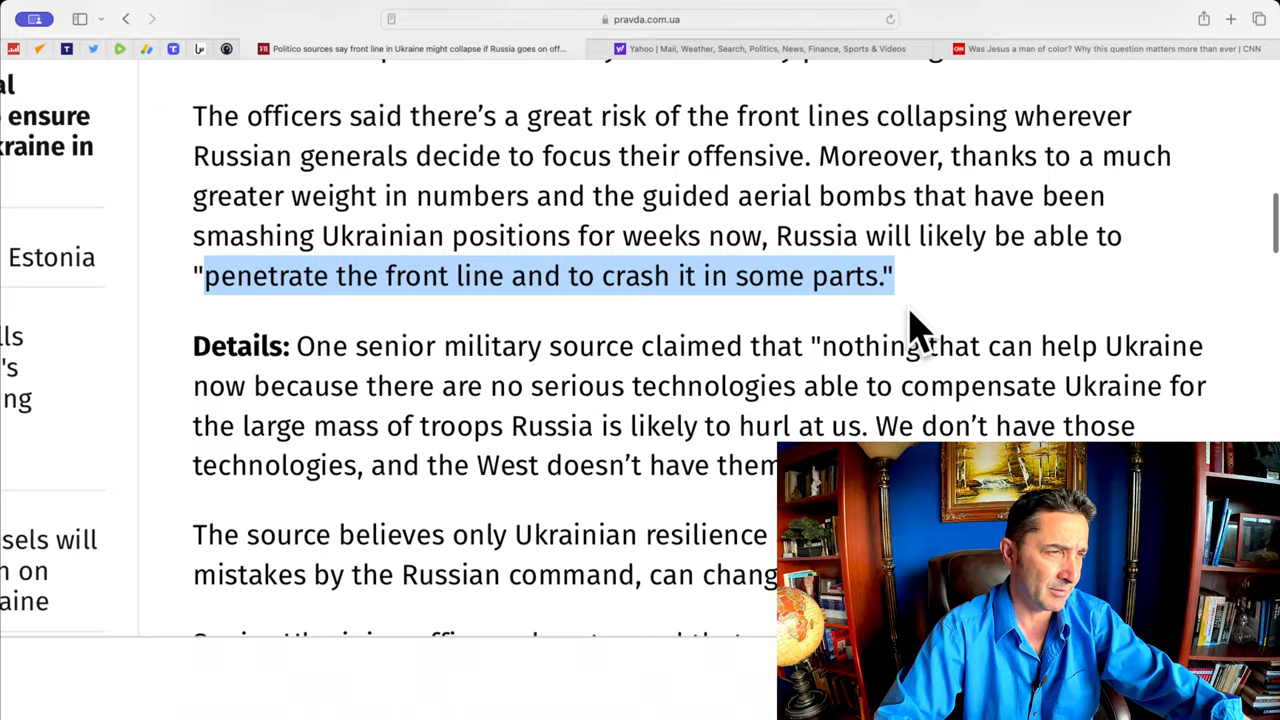 pravda.com.ua
Politico sources say front line in Ukraine might collapse if Russia goes on off...
Yahoo | Mail, Weather, Search, Politics, News, Finance, Sports & Videos
CNN
Was Jesus a man of color? Why this question matters more than ever | CNN
al
ensure
kraine in
Estonia
lls
's
ng
sels will
n on
aine
The officers said there’s a great risk of the front lines collapsing wherever
Russian generals decide to focus their offensive. Moreover, thanks to a much
greater weight in numbers and the guided aerial bombs that have been
smashing Ukrainian positions for weeks now, Russia will likely be able to
"penetrate the front line and to crash it in some parts."
Details: One senior military source claimed that "nothing that can help Ukraine
now because there are no serious technologies able to compensate Ukraine for
the large mass of troops Russia is likely to hurl at us. We don’t have those
technologies, and the West doesn’t have them
The source believes only Ukrainian resilience
mistakes by the Russian command, can chang